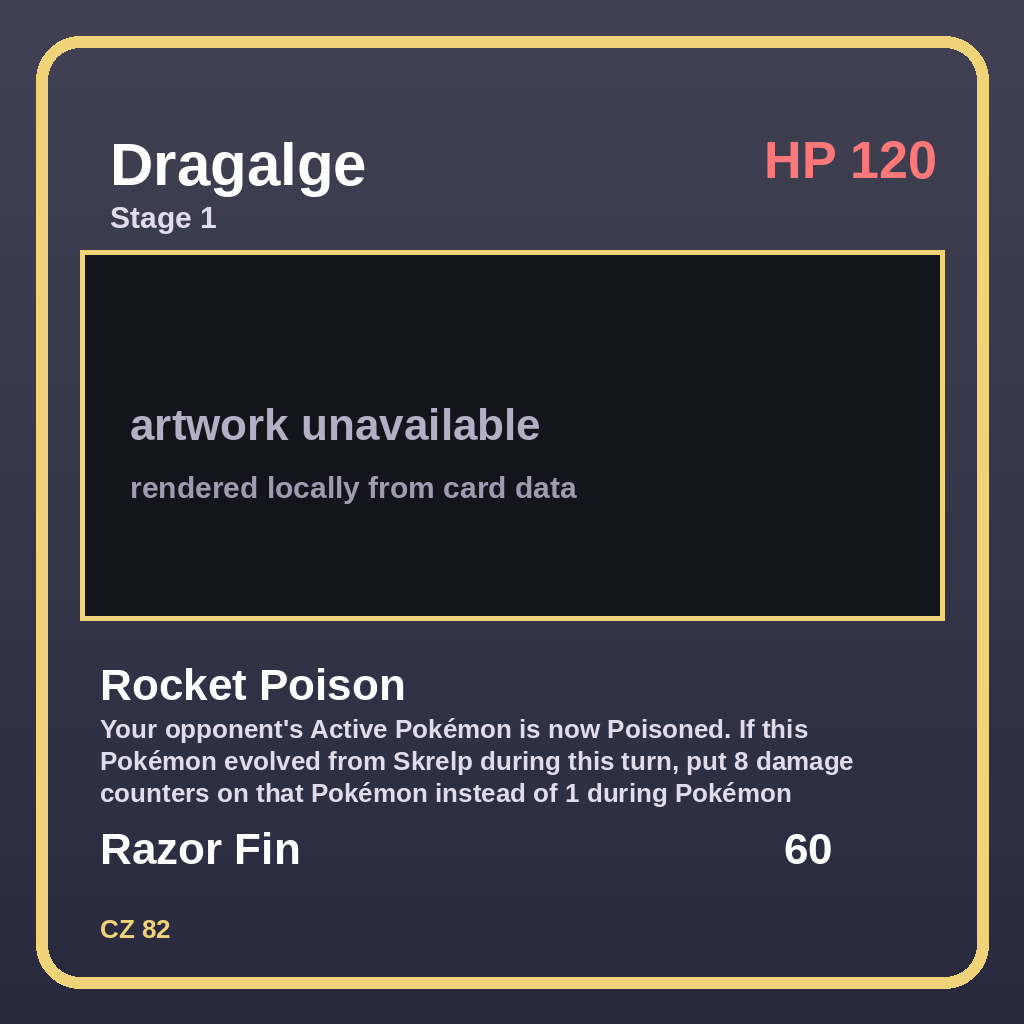 Dragalge
HP 120
Stage 1
artwork unavailable
rendered locally from card data
Rocket Poison
Your opponent's Active Pokémon is now Poisoned. If this
Pokémon evolved from Skrelp during this turn, put 8 damage
counters on that Pokémon instead of 1 during Pokémon
Razor Fin
60
CZ 82